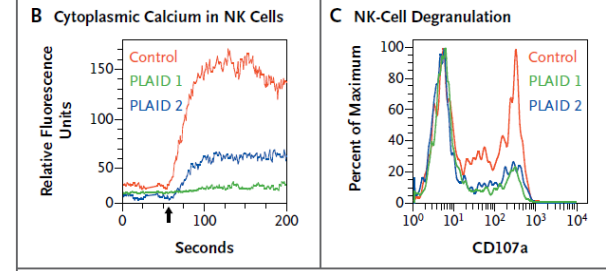 B Cytoplasmic Calcium in NK Cells
Relative Fluorescence
Units
150
100
50
0
Control
PLAID 1
PLAID 2
0 100 200
Seconds
C NK-Cell Degranulation
Percent of Maximum
100
80
60
40
20
0
Control
PLAID 1
PLAID 2
10⁰ 10¹ 10² 10³ 10⁴
CD107a